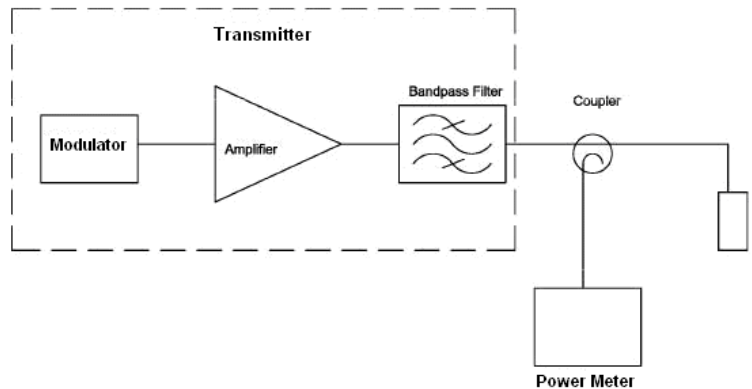 Transmitter
Bandpass Filter
Coupler
Modulator
Amplifier
Power Meter